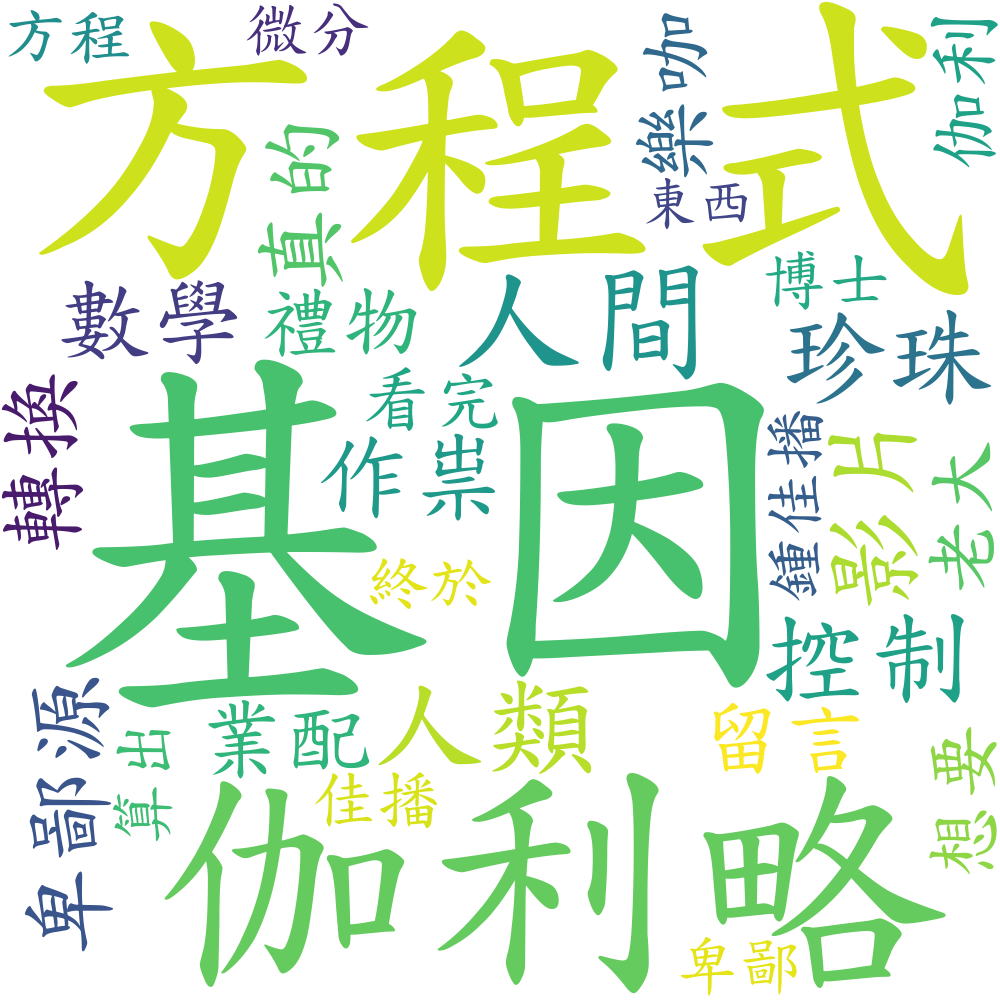 方程
微分
方程式
樂咖
伽利
真的
東西
數學
禮物
人間
博士
珍珠
轉換
基因
看完
作祟
鍾佳播
影片
老大
終於
控制
卑鄙源
算出
業配
人類
留言
想要
佳播
伽利略
卑鄙